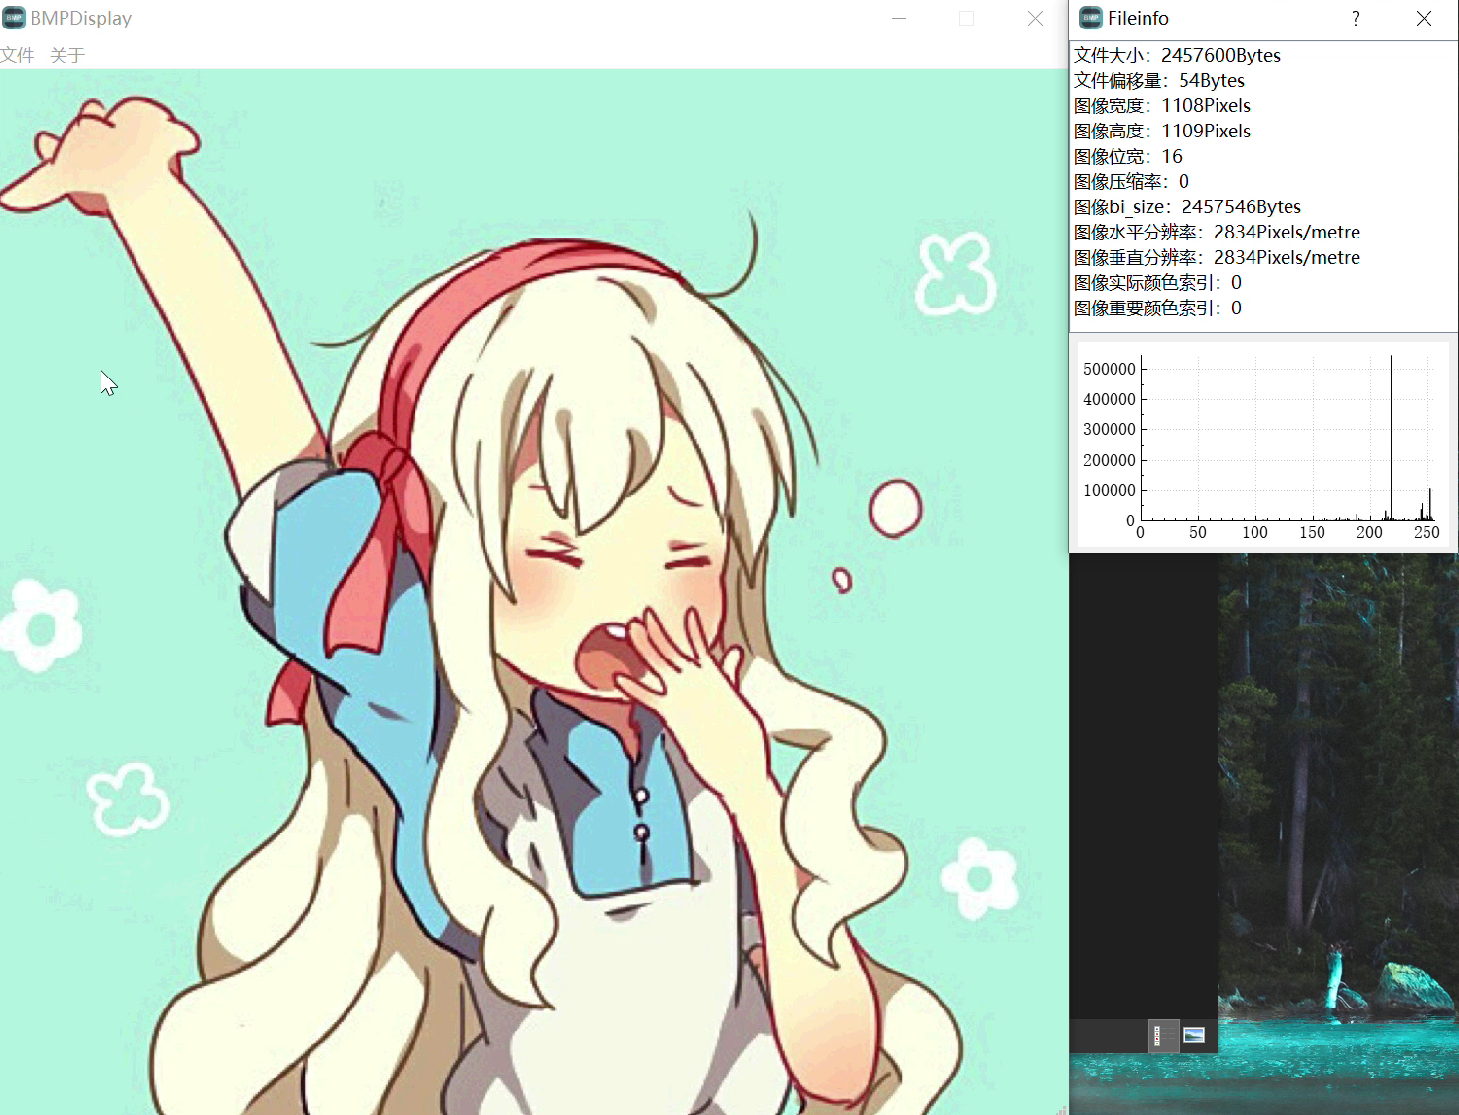 BMPDisplay
文件 关于
BMP Fileinfo ?
文件大小：2457600Bytes
文件偏移量：54Bytes
图像宽度：1108Pixels
图像高度：1109Pixels
图像位宽：16
图像压缩率：0
图像bi_size：2457546Bytes
图像水平分辨率：2834Pixels/metre
图像垂直分辨率：2834Pixels/metre
图像实际颜色索引：0
图像重要颜色索引：0
500000
400000
300000
200000
100000
0
0 50 100 150 200 250